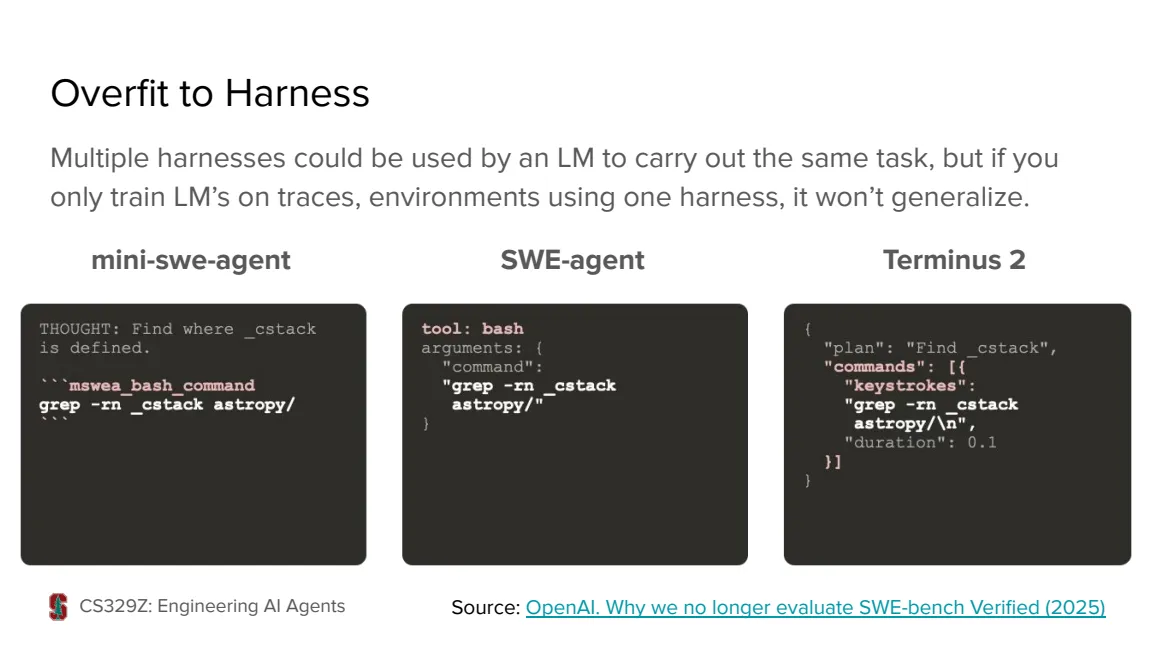 Overfit to Harness
Multiple harnesses could be used by an LM to carry out the same task, but if you
only train LM’s on traces, environments using one harness, it won’t generalize.
mini-swe-agent
THOUGHT: Find where _cstack
is defined.
```mswea_bash_command
grep -rn _cstack astropy/
```
SWE-agent
tool: bash
arguments: {
  "command":
  "grep -rn _cstack
   astropy/"
}
Terminus 2
{
  "plan": "Find _cstack",
  "commands": [{
    "keystrokes":
    "grep -rn _cstack
     astropy/\n",
    "duration": 0.1
  }]
}
CS329Z: Engineering AI Agents
Source: OpenAI. Why we no longer evaluate SWE-bench Verified (2025)